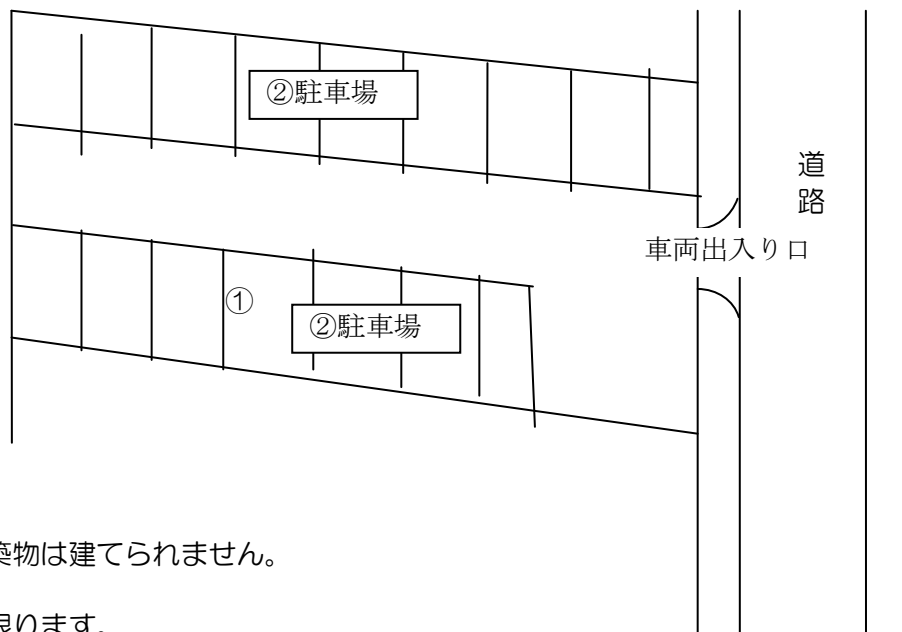 ②駐車場
道路
車両出入り口
①
②駐車場
築物は建てられません。
限ります。